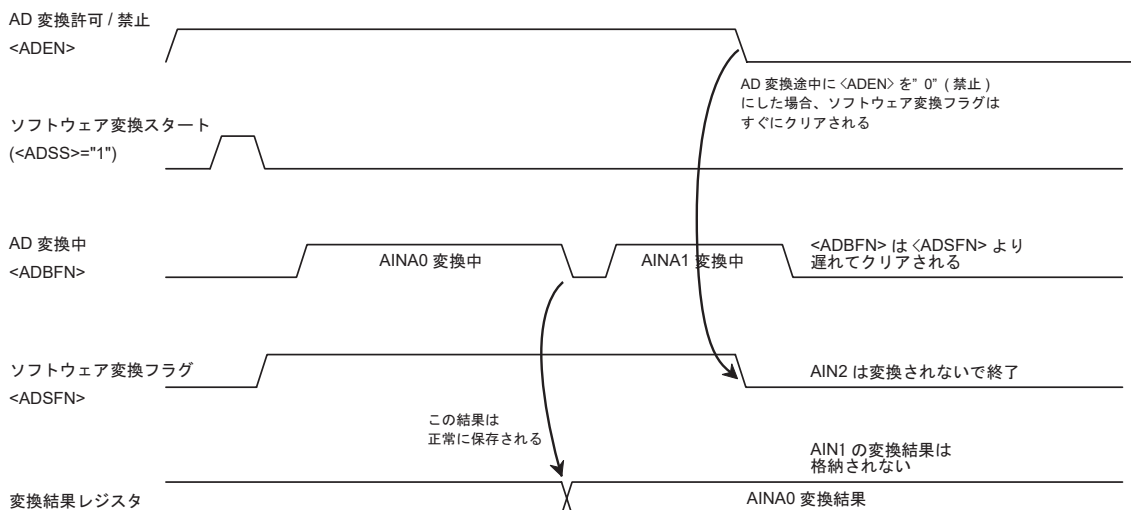 AD 変換許可 / 禁止
<ADEN>
AD 変換途中に <ADEN> を" 0" ( 禁止 )
にした場合、ソフトウェア変換フラグは
すぐにクリアされる
ソフトウェア変換スタート
(<ADSS>="1")
AD 変換中
<ADBFN>
AINA0 変換中
AINA1 変換中
<ADBFN> は <ADSFN> より
遅れてクリアされる
ソフトウェア変換フラグ
<ADSFN>
AIN2 は変換されないで終了
この結果は
正常に保存される
AIN1 の変換結果は
格納されない
変換結果レジスタ
AINA0 変換結果